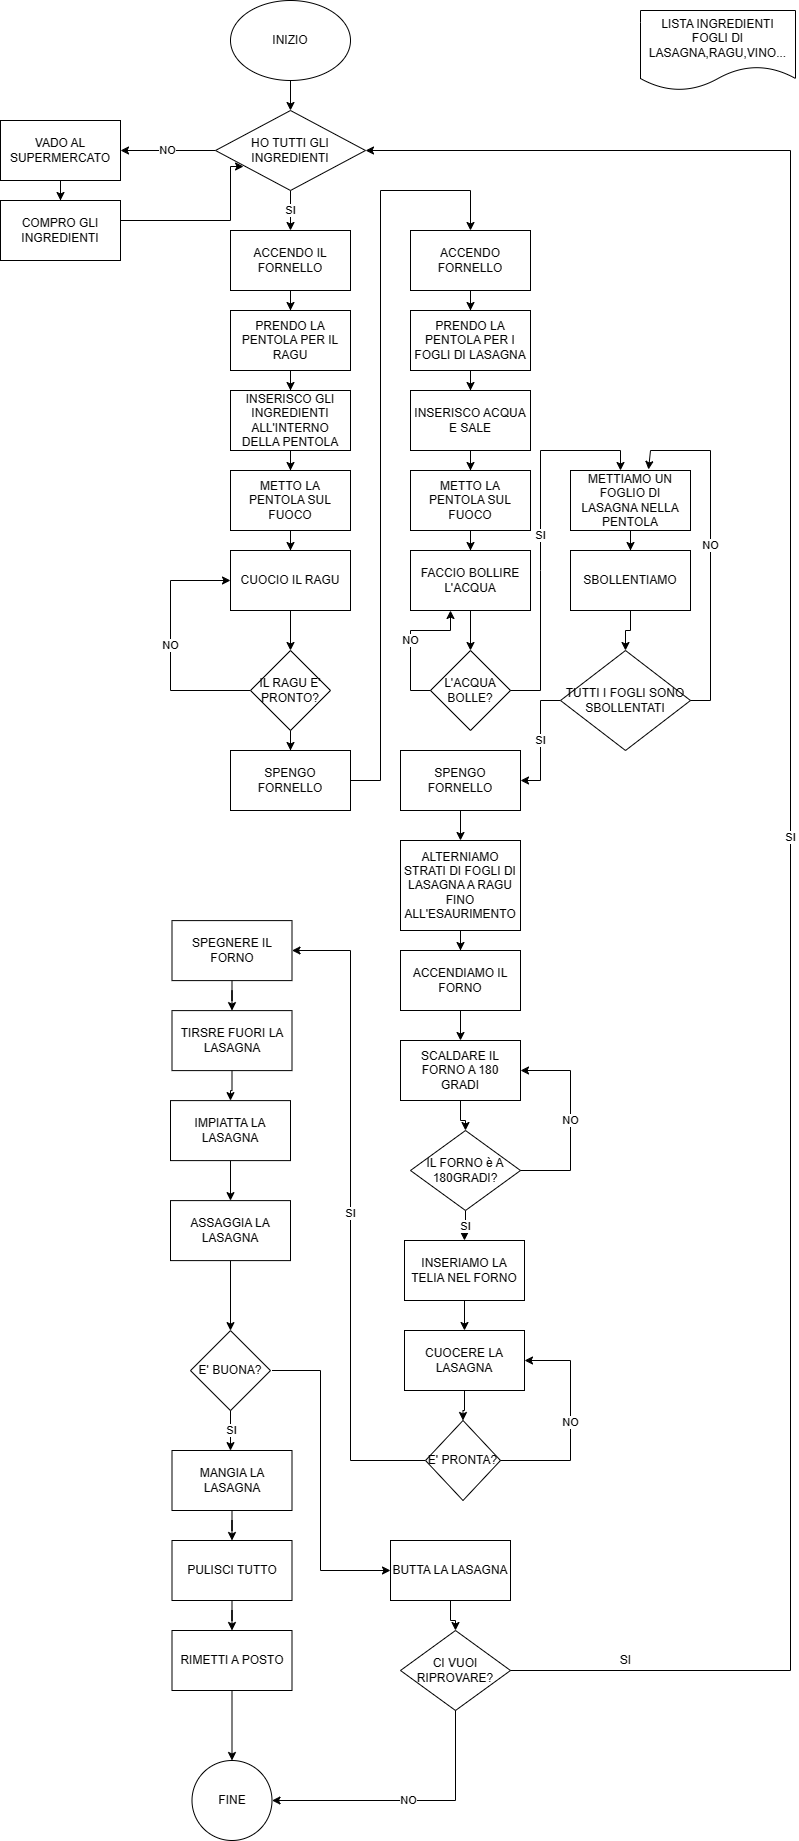 INIZIO
LISTA INGREDIENTI
FOGLI DI
LASAGNA,RAGU,VINO...
HO TUTTI GLI
INGREDIENTI
NO
VADO AL
SUPERMERCATO
COMPRO GLI
INGREDIENTI
SI
ACCENDO IL
FORNELLO
PRENDO LA
PENTOLA PER IL
RAGU
INSERISCO GLI
INGREDIENTI
ALL'INTERNO
DELLA PENTOLA
METTO LA
PENTOLA SUL
FUOCO
CUOCIO IL RAGU
NO
IL RAGU E'
PRONTO?
SPENGO
FORNELLO
ACCENDO
FORNELLO
PRENDO LA
PENTOLA PER I
FOGLI DI LASAGNA
INSERISCO ACQUA
E SALE
METTO LA
PENTOLA SUL
FUOCO
FACCIO BOLLIRE
L'ACQUA
NO
L'ACQUA
BOLLE?
SI
METTIAMO UN
FOGLIO DI
LASAGNA NELLA
PENTOLA
SBOLLENTIAMO
NO
TUTTI I FOGLI SONO
SBOLLENTATI
SI
SPENGO
FORNELLO
ALTERNIAMO
STRATI DI FOGLI DI
LASAGNA A RAGU
FINO
ALL'ESAURIMENTO
ACCENDIAMO IL
FORNO
SCALDARE IL
FORNO A 180
GRADI
NO
IL FORNO è A
180GRADI?
SI
INSERIAMO LA
TELIA NEL FORNO
CUOCERE LA
LASAGNA
NO
E' PRONTA?
SI
SPEGNERE IL
FORNO
TIRSRE FUORI LA
LASAGNA
IMPIATTA LA
LASAGNA
ASSAGGIA LA
LASAGNA
E' BUONA?
SI
MANGIA LA
LASAGNA
PULISCI TUTTO
RIMETTI A POSTO
BUTTA LA LASAGNA
CI VUOI
RIPROVARE?
SI
SI
NO
FINE